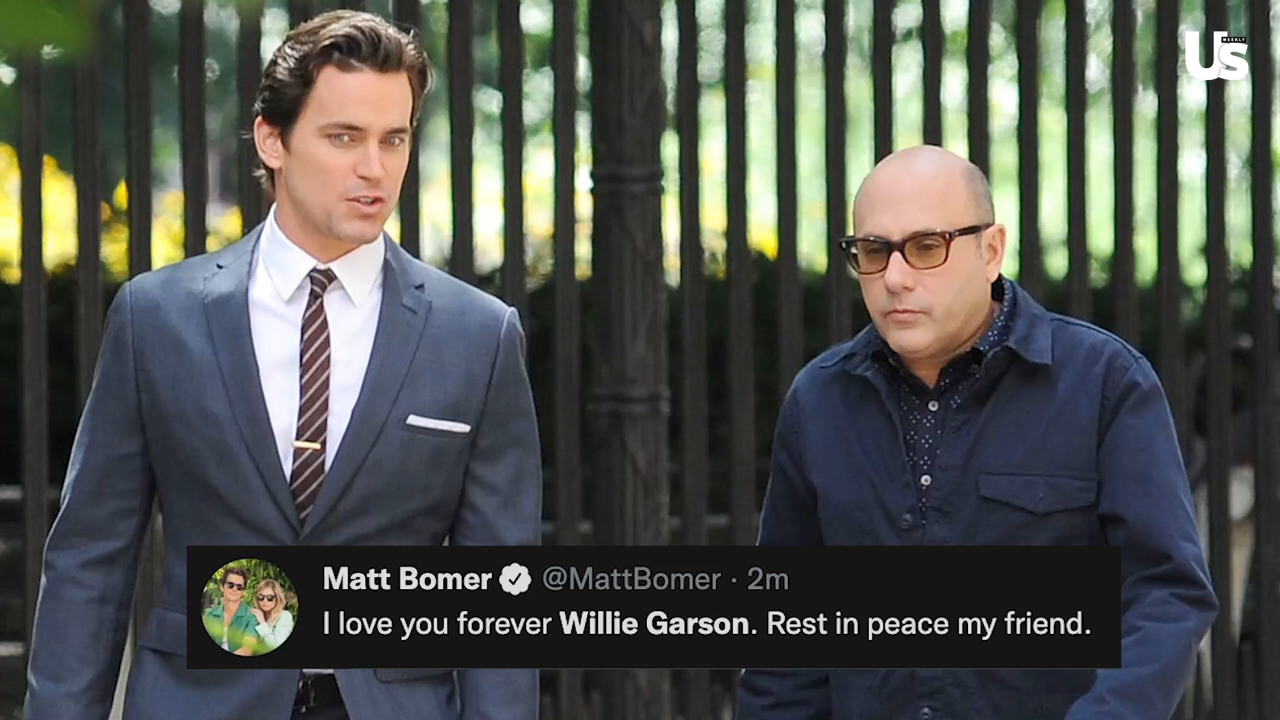 Us
WEEKLY
Matt Bomer @MattBomer · 2m
I love you forever Willie Garson. Rest in peace my friend.